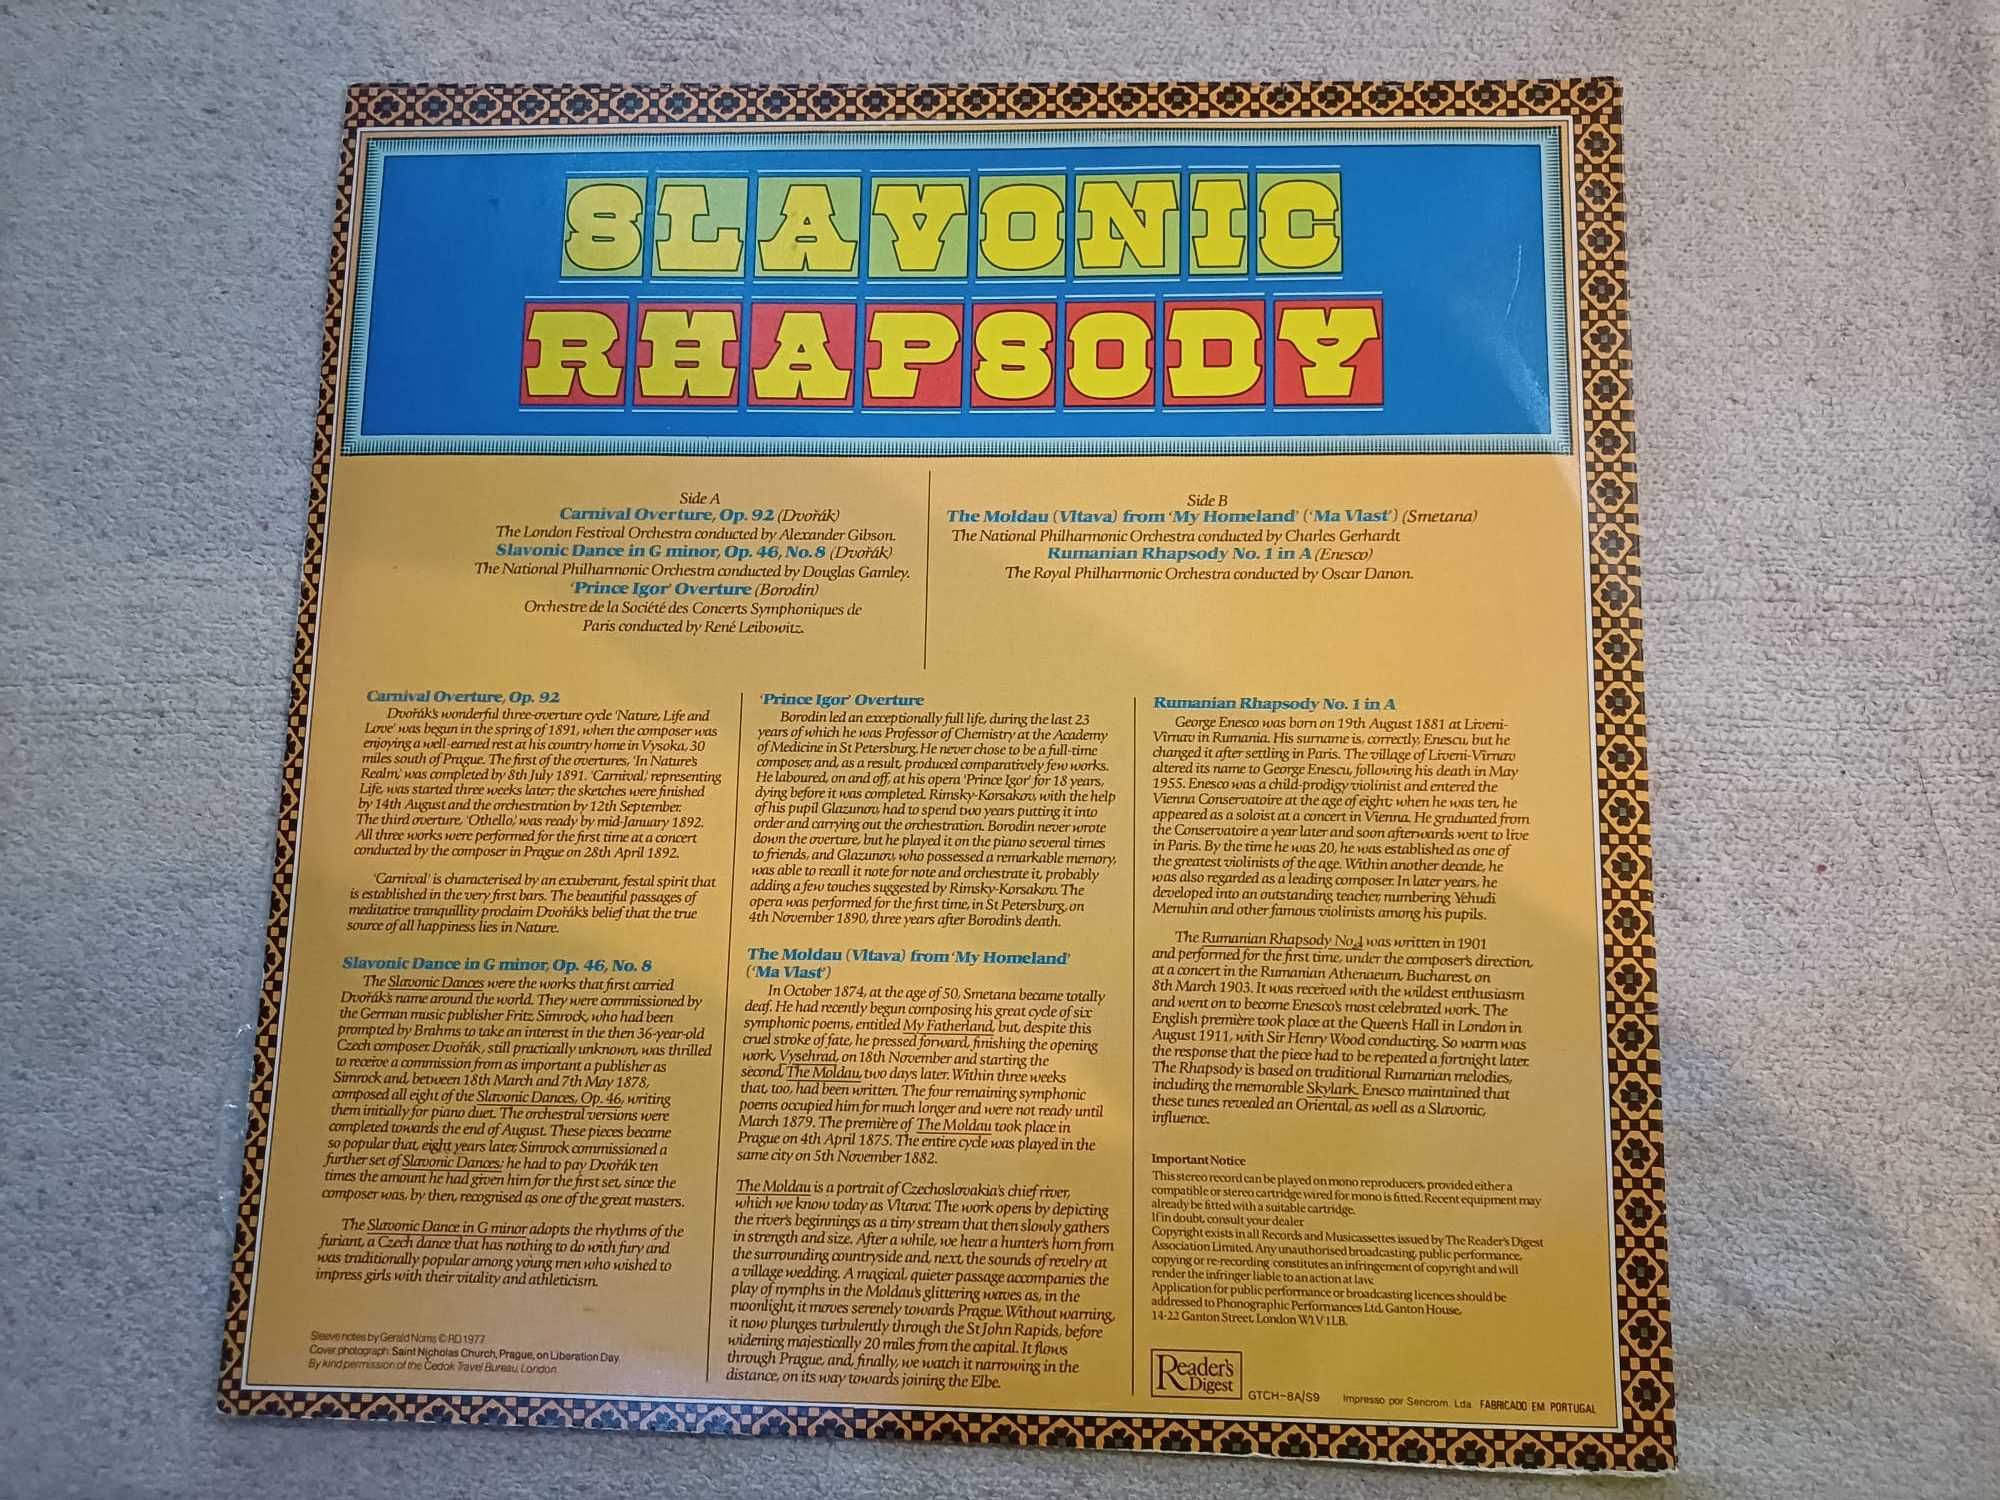 SLAVONIC
RHAPSODY
Side A
Carnival Overture, Op. 92 (Dvořák)
The London Festival Orchestra conducted by Alexander Gibson.
Slavonic Dance in G minor, Op. 46, No. 8 (Dvořák)
The National Philharmonic Orchestra conducted by Douglas Gamley.
'Prince Igor' Overture (Borodin)
Orchestre de la Société des Concerts Symphoniques de
Paris conducted by René Leibowitz.
Side B
The Moldau (Vltava) from 'My Homeland' ('Ma Vlast') (Smetana)
The National Philharmonic Orchestra conducted by Charles Gerhardt
Rumanian Rhapsody No. 1 in A (Enesco)
The Royal Philharmonic Orchestra conducted by Oscar Danon.
Carnival Overture, Op. 92
Dvořák's wonderful three-overture cycle 'Nature, Life and
Love' was begun in the spring of 1891, when the composer was
enjoying a well-earned rest at his country home in Vysoka, 30
miles south of Prague. The first of the overtures, 'In Nature's
Realm,' was completed by 8th July 1891. 'Carnival,' representing
Life, was started three weeks later; the sketches were finished
by 14th August and the orchestration by 12th September.
The third overture, 'Othello,' was ready by mid-January 1892.
All three works were performed for the first time at a concert
conducted by the composer in Prague on 28th April 1892.
'Carnival' is characterised by an exuberant, festal spirit that
is established in the very first bars. The beautiful passages of
meditative tranquillity proclaim Dvořák's belief that the true
source of all happiness lies in Nature.
Slavonic Dance in G minor, Op. 46, No. 8
The Slavonic Dances were the works that first carried
Dvořák's name around the world. They were commissioned by
the German music publisher Fritz Simrock, who had been
prompted by Brahms to take an interest in the then 36-year-old
Czech composer. Dvořák, still practically unknown, was thrilled
to receive a commission from as important a publisher as
Simrock and, between 18th March and 7th May 1878,
composed all eight of the Slavonic Dances, Op. 46, writing
them initially for piano duet. The orchestral versions were
completed towards the end of August. These pieces became
so popular that, eight years later, Simrock commissioned a
further set of Slavonic Dances; he had to pay Dvořák ten
times the amount he had given him for the first set, since the
composer was, by then, recognised as one of the great masters.
The Slavonic Dance in G minor adopts the rhythms of the
furiant, a Czech dance that has nothing to do with fury and
was traditionally popular among young men who wished to
impress girls with their vitality and athleticism.
Sleeve notes by Gerald Norris © RD 1977
Cover photograph: Saint Nicholas Church, Prague, on Liberation Day.
By kind permission of the Čedok Travel Bureau, London
'Prince Igor' Overture
Borodin led an exceptionally full life, during the last 23
years of which he was Professor of Chemistry at the Academy
of Medicine in St Petersburg. He never chose to be a full-time
composer, and, as a result, produced comparatively few works.
He laboured, on and off, at his opera 'Prince Igor' for 18 years,
dying before it was completed. Rimsky-Korsakov, with the help
of his pupil Glazunov, had to spend two years putting it into
order and carrying out the orchestration. Borodin never wrote
down the overture, but he played it on the piano several times
to friends, and Glazunov, who possessed a remarkable memory,
was able to recall it note for note and orchestrate it, probably
adding a few touches suggested by Rimsky-Korsakov. The
opera was performed for the first time, in St Petersburg, on
4th November 1890, three years after Borodin's death.
The Moldau (Vltava) from 'My Homeland'
('Ma Vlast')
In October 1874, at the age of 50, Smetana became totally
deaf. He had recently begun composing his great cycle of six
symphonic poems, entitled My Fatherland, but, despite this
cruel stroke of fate, he pressed forward, finishing the opening
work, Vysehrad, on 18th November and starting the
second, The Moldau, two days later. Within three weeks
that, too, had been written. The four remaining symphonic
poems occupied him for much longer and were not ready until
March 1879. The première of The Moldau took place in
Prague on 4th April 1875. The entire cycle was played in the
same city on 5th November 1882.
The Moldau is a portrait of Czechoslovakia's chief river,
which we know today as Vltava. The work opens by depicting
the river's beginnings as a tiny stream that then slowly gathers
in strength and size. After a while, we hear a hunter's horn from
the surrounding countryside and, next, the sounds of revelry at
a village wedding. A magical, quieter passage accompanies the
play of nymphs in the Moldau's glittering waves as, in the
moonlight, it moves serenely towards Prague. Without warning,
it now plunges turbulently through the St John Rapids, before
widening majestically 20 miles from the capital. It flows
through Prague, and, finally, we watch it narrowing in the
distance, on its way towards joining the Elbe.
Rumanian Rhapsody No. 1 in A
George Enesco was born on 19th August 1881 at Liveni-
Virnav in Rumania. His surname is, correctly, Enescu, but he
changed it after settling in Paris. The village of Liveni-Virnav
altered its name to George Enescu, following his death in May
1955. Enesco was a child-prodigy violinist and entered the
Vienna Conservatoire at the age of eight; when he was ten, he
appeared as a soloist at a concert in Vienna. He graduated from
the Conservatoire a year later and soon afterwards went to live
in Paris. By the time he was 20, he was established as one of
the greatest violinists of the age. Within another decade, he
was also regarded as a leading composer. In later years, he
developed into an outstanding teacher, numbering Yehudi
Menuhin and other famous violinists among his pupils.
The Rumanian Rhapsody No.1 was written in 1901
and performed for the first time, under the composer's direction,
at a concert in the Rumanian Athenaeum, Bucharest, on
8th March 1903. It was received with the wildest enthusiasm
and went on to become Enesco's most celebrated work. The
English première took place at the Queen's Hall in London in
August 1911, with Sir Henry Wood conducting. So warm was
the response that the piece had to be repeated a fortnight later.
The Rhapsody is based on traditional Rumanian melodies,
including the memorable Skylark. Enesco maintained that
these tunes revealed an Oriental, as well as a Slavonic,
influence.
Important Notice
This stereo record can be played on mono reproducers, provided either a
compatible or stereo cartridge wired for mono is fitted. Recent equipment may
already be fitted with a suitable cartridge.
If in doubt, consult your dealer
Copyright exists in all Records and Musicassettes issued by The Reader's Digest
Association Limited. Any unauthorised broadcasting, public performance,
copying or re-recording constitutes an infringement of copyright and will
render the infringer liable to an action at law.
Application for public performance or broadcasting licences should be
addressed to Phonographic Performances Ltd, Ganton House,
14-22 Ganton Street, London W1V 1LB.
Reader's
Digest
GTCH-8A/S9
Impresso por Sencrom. Lda FABRICADO EM PORTUGAL